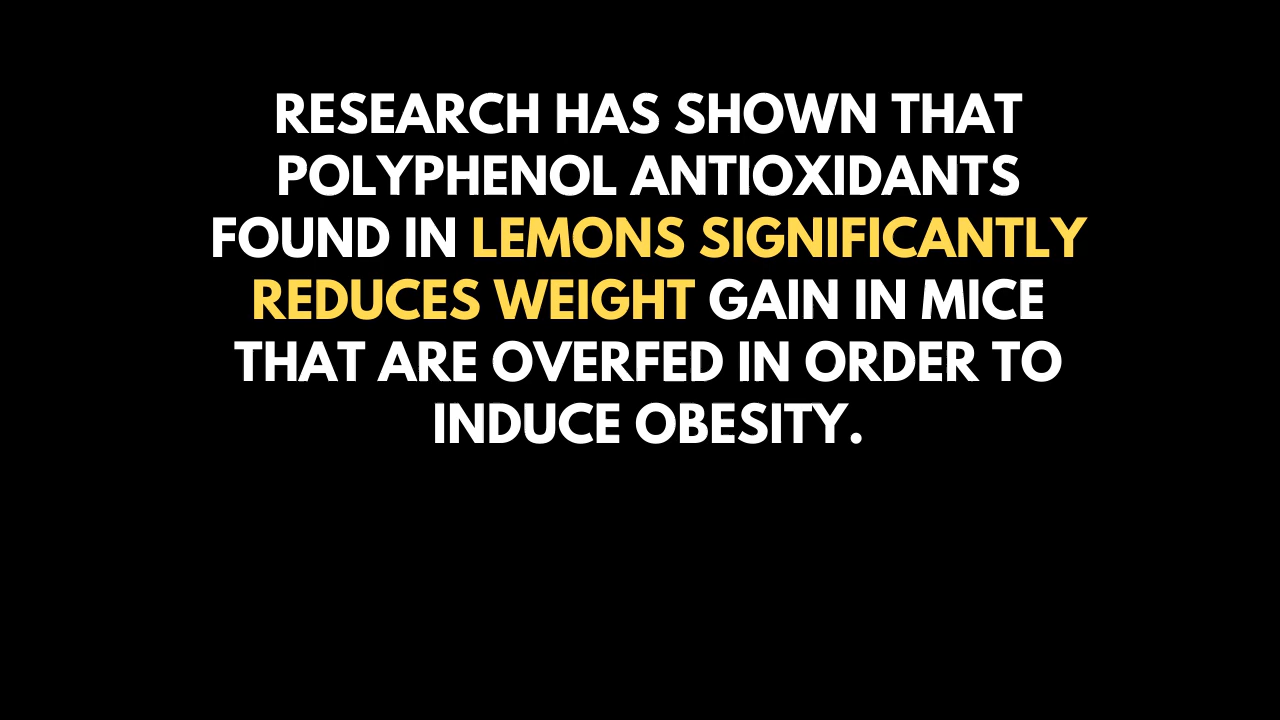 RESEARCH HAS SHOWN THAT
POLYPHENOL ANTIOXIDANTS
FOUND IN LEMONS SIGNIFICANTLY
REDUCES WEIGHT GAIN IN MICE
THAT ARE OVERFED IN ORDER TO
INDUCE OBESITY.